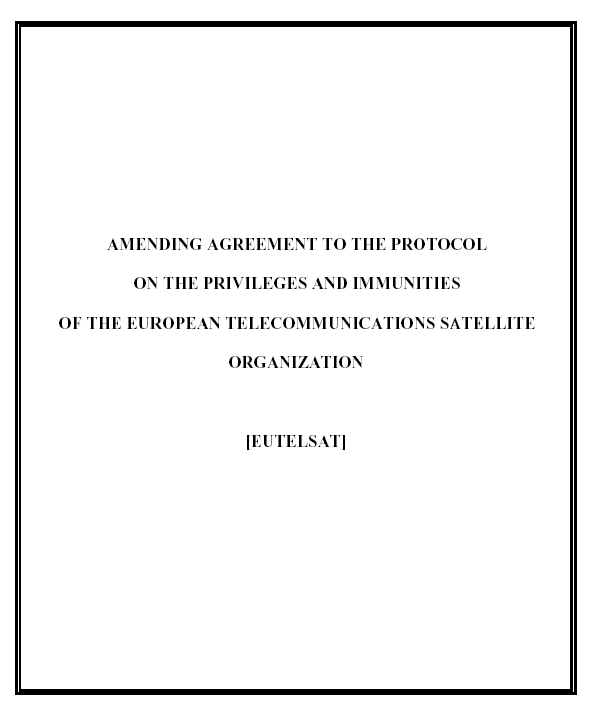 AMENDING AGREEMENT TO THE PROTOCOL
ON THE PRIVILEGES AND IMMUNITIES
OF THE EUROPEAN TELECOMMUNICATIONS SATELLITE
ORGANIZATION
[EUTELSAT]